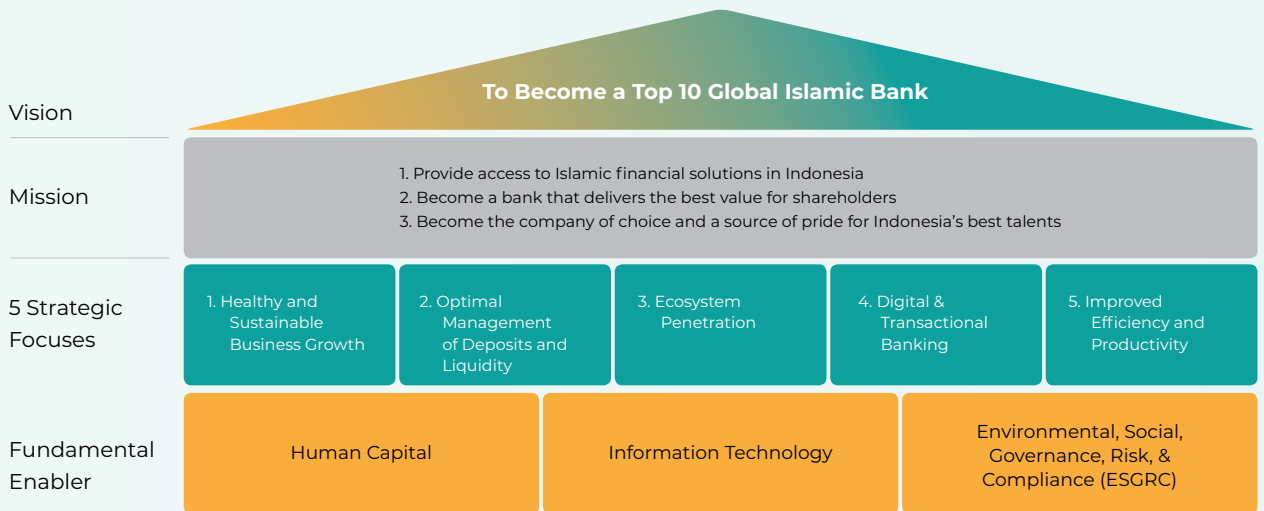 Vision
To Become a Top 10 Global Islamic Bank
Mission
1. Provide access to Islamic financial solutions in Indonesia
2. Become a bank that delivers the best value for shareholders
3. Become the company of choice and a source of pride for Indonesia’s best talents
5 Strategic
Focuses
1. Healthy and
Sustainable
Business Growth
2. Optimal
Management
of Deposits and
Liquidity
3. Ecosystem
Penetration
4. Digital &
Transactional
Banking
5. Improved
Efficiency and
Productivity
Fundamental
Enabler
Human Capital
Information Technology
Environmental, Social,
Governance, Risk, &
Compliance (ESGRC)